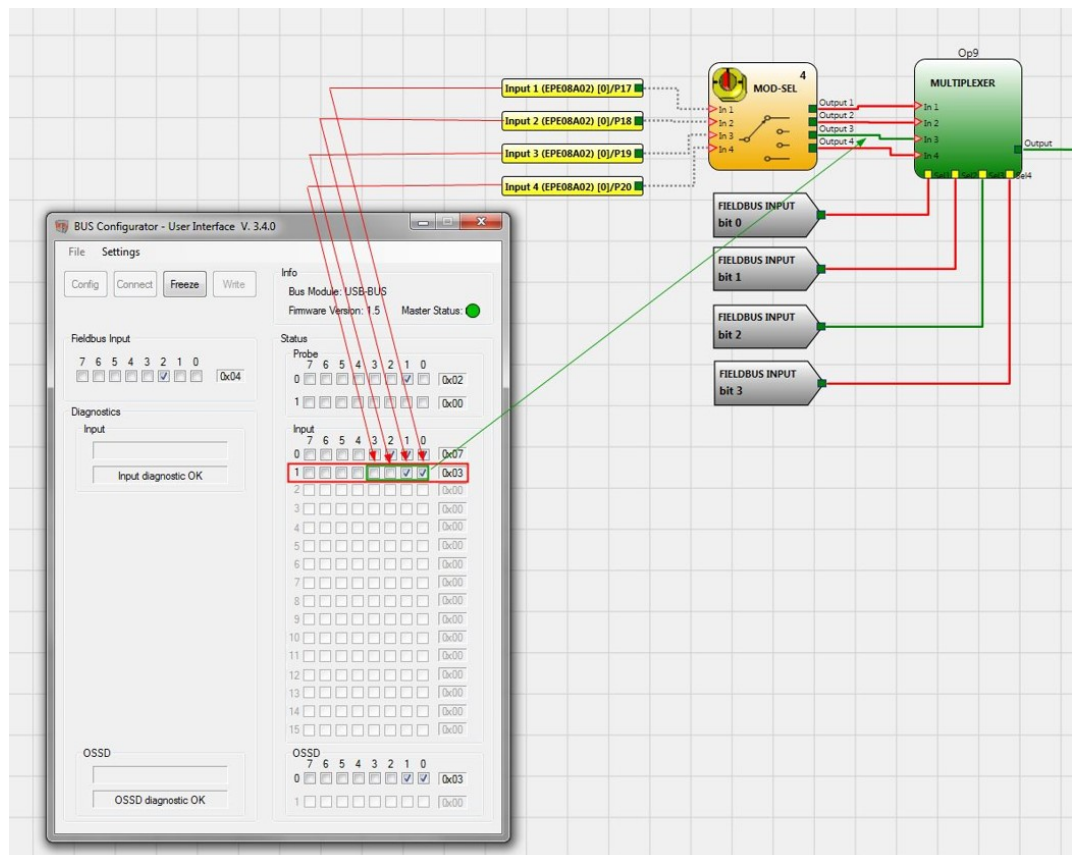 Op9
4
MOD-SEL
In 1
In 2
In 3
In 4
Output 1
Output 2
Output 3
Output 4
MULTIPLEXER
In 1
In 2
In 3
In 4
Output
Sel4
Input 1 (EPE08A02) [0]/P17
Input 2 (EPE08A02) [0]/P18
Input 3 (EPE08A02) [0]/P19
Input 4 (EPE08A02) [0]/P20
FIELDBUS INPUT
bit 0
FIELDBUS INPUT
bit 1
FIELDBUS INPUT
bit 2
FIELDBUS INPUT
bit 3
BUS Configurator - User Interface V. 3.4.0
File Settings
Config Connect Freeze Write
Info
Bus Module: USB-BUS
Firmware Version: 1.5 Master Status:
Fieldbus Input
7 6 5 4 3 2 1 0
0x04
Diagnostics
Input
Input diagnostic OK
OSSD
OSSD diagnostic OK
Status
Probe
7 6 5 4 3 2 1 0
0 0x02
1 0x00
Input
7 6 5 4 3 2 1 0
0 0x07
1 0x03
2 0x00
3 0x00
4 0x00
5 0x00
6 0x00
7 0x00
8 0x00
9 0x00
10 0x00
11 0x00
12 0x00
13 0x00
14 0x00
15 0x00
OSSD
7 6 5 4 3 2 1 0
0 0x03
1 0x00